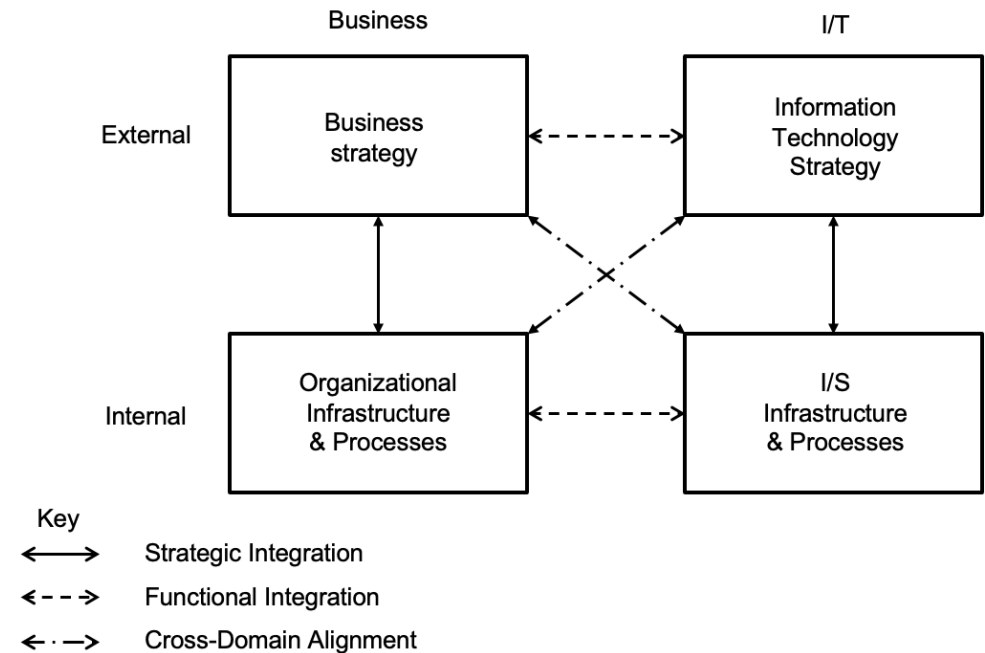 Business
I/T
External
Business
strategy
Information
Technology
Strategy
Internal
Organizational
Infrastructure
& Processes
I/S
Infrastructure
& Processes
Key
Strategic Integration
Functional Integration
Cross-Domain Alignment